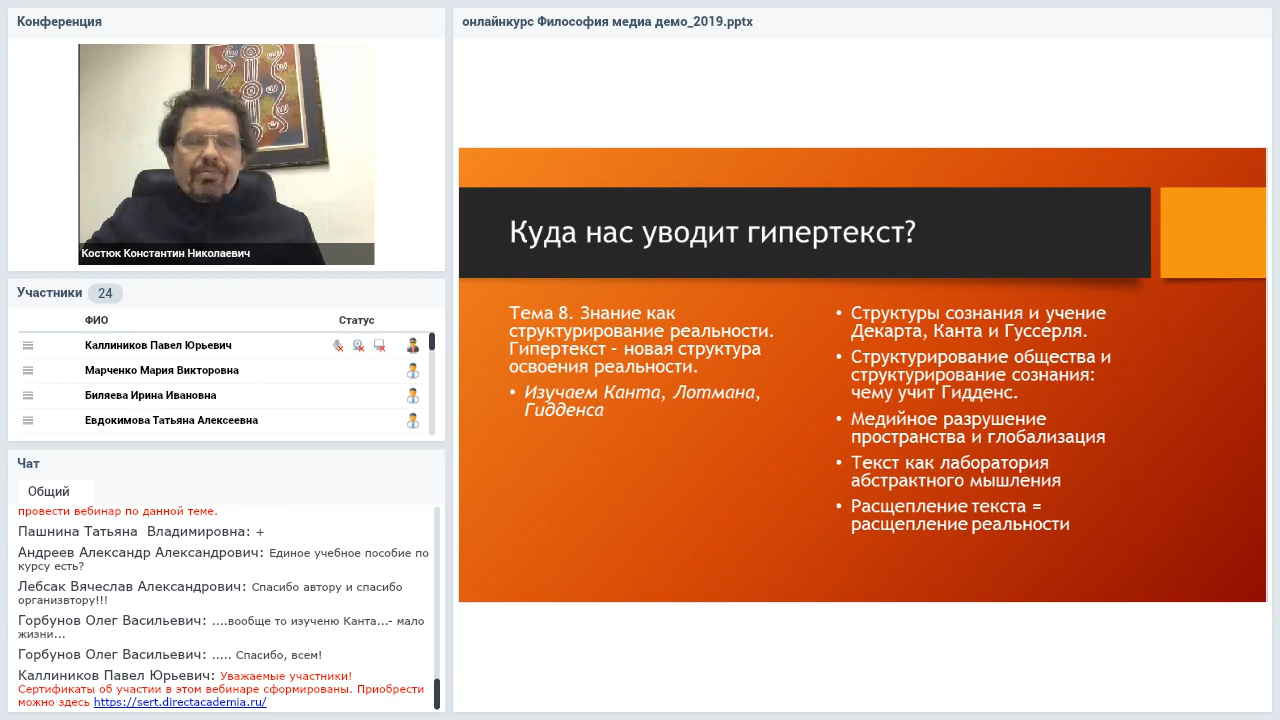 Конференция
Костюк Константин Николаевич
Участники 24
ФИО Статус
Каллиников Павел Юрьевич
Марченко Мария Викторовна
Биляева Ирина Ивановна
Евдокимова Татьяна Алексеевна
Чат
Общий
провести вебинар по данной теме.
Пашнина Татьяна Владимировна: +
Андреев Александр Александрович: Единое учебное пособие по
курсу есть?
Лебсак Вячеслав Александрович: Спасибо автору и спасибо
организвтору!!!
Горбунов Олег Васильевич: ....вообще то изученю Канта...- мало
жизни...
Горбунов Олег Васильевич: ..... Спасибо, всем!
Каллиников Павел Юрьевич: Уважаемые участники!
Сертификаты об участии в этом вебинаре сформированы. Приобрести
можно здесь https://sert.directacademia.ru/
онлайнкурс Философия медиа демо_2019.pptx
Куда нас уводит гипертекст?
Тема 8. Знание как
структурирование реальности.
Гипертекст – новая структура
освоения реальности.
• Изучаем Канта, Лотмана,
Гидденса
• Структуры сознания и учение
Декарта, Канта и Гуссерля.
• Структурирование общества и
структурирование сознания:
чему учит Гидденс.
• Медийное разрушение
пространства и глобализация
• Текст как лаборатория
абстрактного мышления
• Расщепление текста =
расщепление реальности